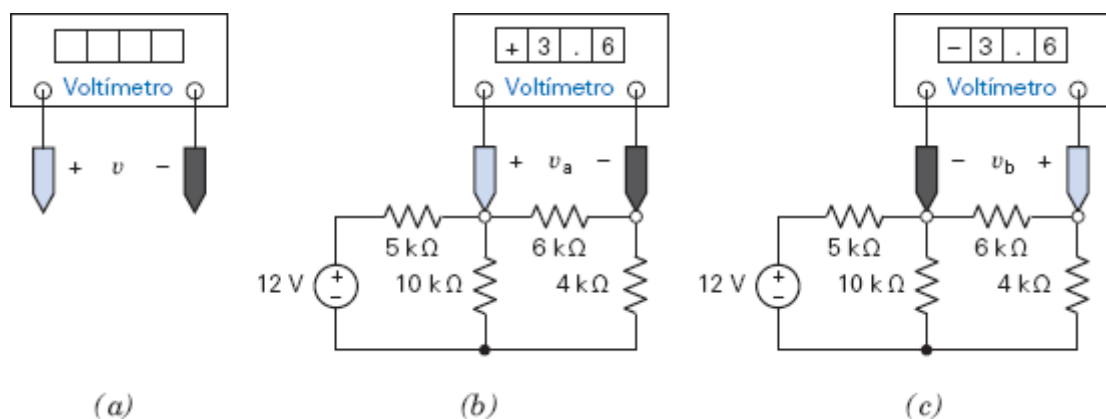 + 3 . 6
- 3 . 6
Voltímetro
Voltímetro
Voltímetro
+ v −
+ va −
− vb +
5 kΩ
6 kΩ
5 kΩ
6 kΩ
12 V
+
−
10 kΩ
4 kΩ
12 V
+
−
10 kΩ
4 kΩ
(a)
(b)
(c)